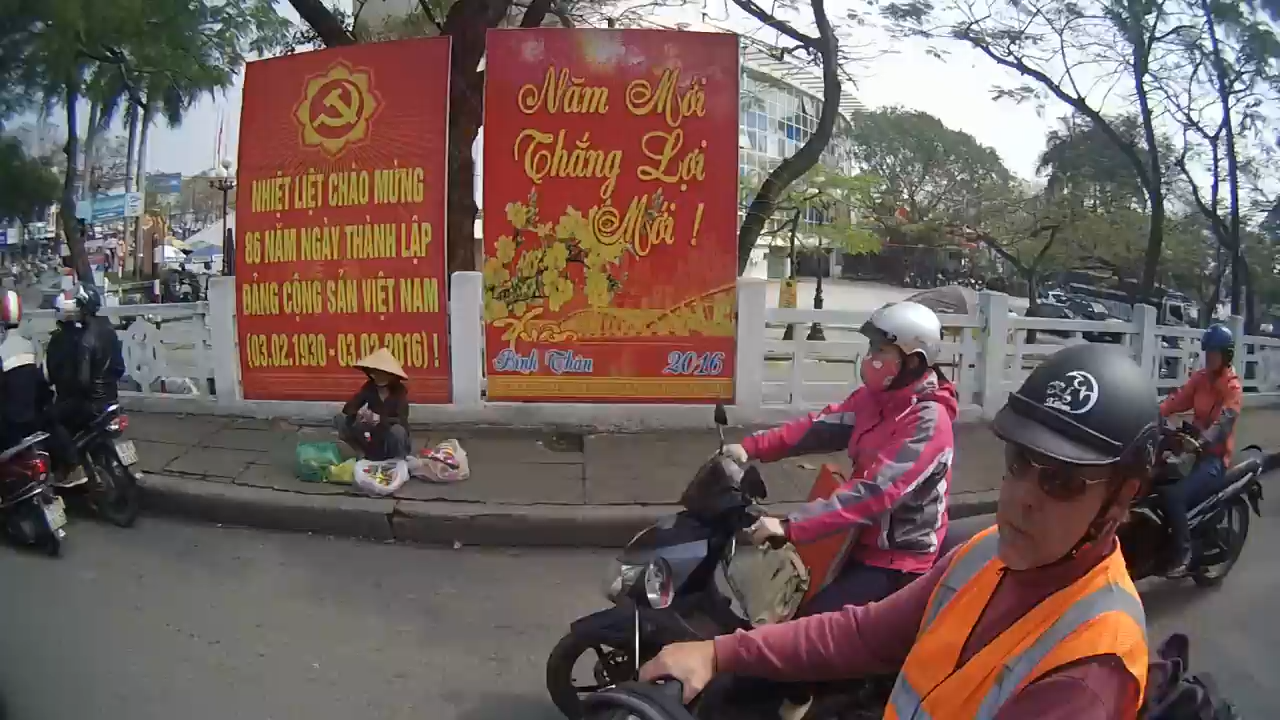 NHIỆT LIỆT CHÀO MỪNG
86 NĂM NGÀY THÀNH LẬP
ĐẢNG CỘNG SẢN VIỆT NAM
(03.02.1930 - 03.02.2016) !
Năm Mới
Thắng Lợi
Mới !
Bính Thân 2016